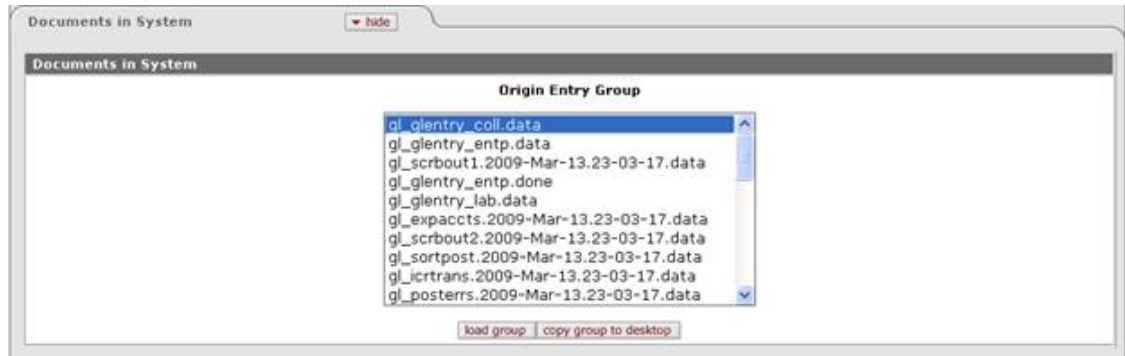 Documents in System hide
Documents in System
Origin Entry Group
gl_glentry_coll.data
gl_glentry_entp.data
gl_scrbout1.2009-Mar-13.23-03-17.data
gl_glentry_entp.done
gl_glentry_lab.data
gl_expaccts.2009-Mar-13.23-03-17.data
gl_scrbout2.2009-Mar-13.23-03-17.data
gl_sortpost.2009-Mar-13.23-03-17.data
gl_icrtrans.2009-Mar-13.23-03-17.data
gl_posterrs.2009-Mar-13.23-03-17.data
load group copy group to desktop